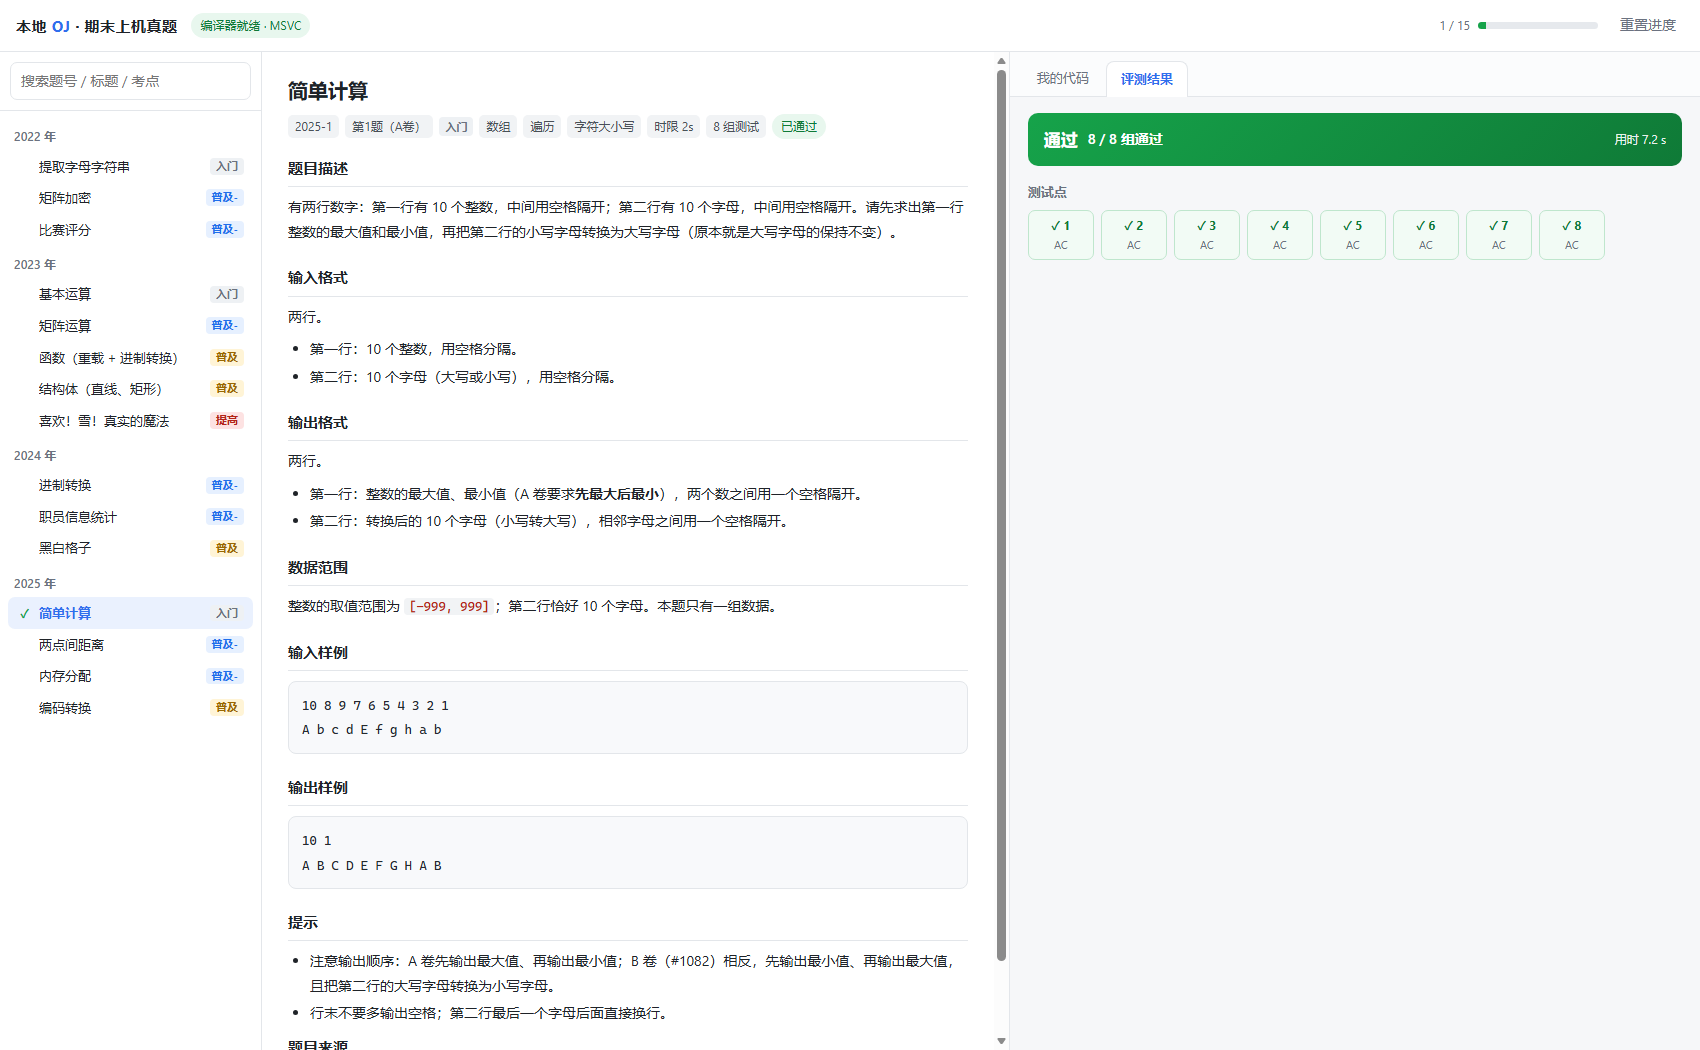 本地 OJ · 期末上机真题
编译器就绪 · MSVC
1 / 15
重置进度
搜索题号 / 标题 / 考点
2022 年
提取字母字符串 入门
矩阵加密 普及-
比赛评分 普及-
2023 年
基本运算 入门
矩阵运算 普及-
函数（重载 + 进制转换） 普及
结构体（直线、矩形） 普及
喜欢！雪！真实的魔法 提高
2024 年
进制转换 普及-
职员信息统计 普及-
黑白格子 普及
2025 年
✓ 简单计算 入门
两点间距离 普及-
内存分配 普及-
编码转换 普及
简单计算
2025-1 第1题（A卷） 入门 数组 遍历 字符大小写 时限 2s 8 组测试 已通过
题目描述
有两行数字：第一行有 10 个整数，中间用空格隔开；第二行有 10 个字母，中间用空格隔开。请先求出第一行
整数的最大值和最小值，再把第二行的小写字母转换为大写字母（原本就是大写字母的保持不变）。
输入格式
两行。
• 第一行：10 个整数，用空格分隔。
• 第二行：10 个字母（大写或小写），用空格分隔。
输出格式
两行。
• 第一行：整数的最大值、最小值（A 卷要求先最大后最小），两个数之间用一个空格隔开。
• 第二行：转换后的 10 个字母（小写转大写），相邻字母之间用一个空格隔开。
数据范围
整数的取值范围为 [-999, 999]；第二行恰好 10 个字母。本题只有一组数据。
输入样例
10 8 9 7 6 5 4 3 2 1
A b c d E f g h a b
输出样例
10 1
A B C D E F G H A B
提示
• 注意输出顺序：A 卷先输出最大值、再输出最小值；B 卷（#1082）相反，先输出最小值、再输出最大值，
且把第二行的大写字母转换为小写字母。
• 行末不要多输出空格；第二行最后一个字母后面直接换行。
题目来源
我的代码 评测结果
通过 8 / 8 组通过 用时 7.2 s
测试点
✓ 1 ✓ 2 ✓ 3 ✓ 4 ✓ 5 ✓ 6 ✓ 7 ✓ 8
AC AC AC AC AC AC AC AC